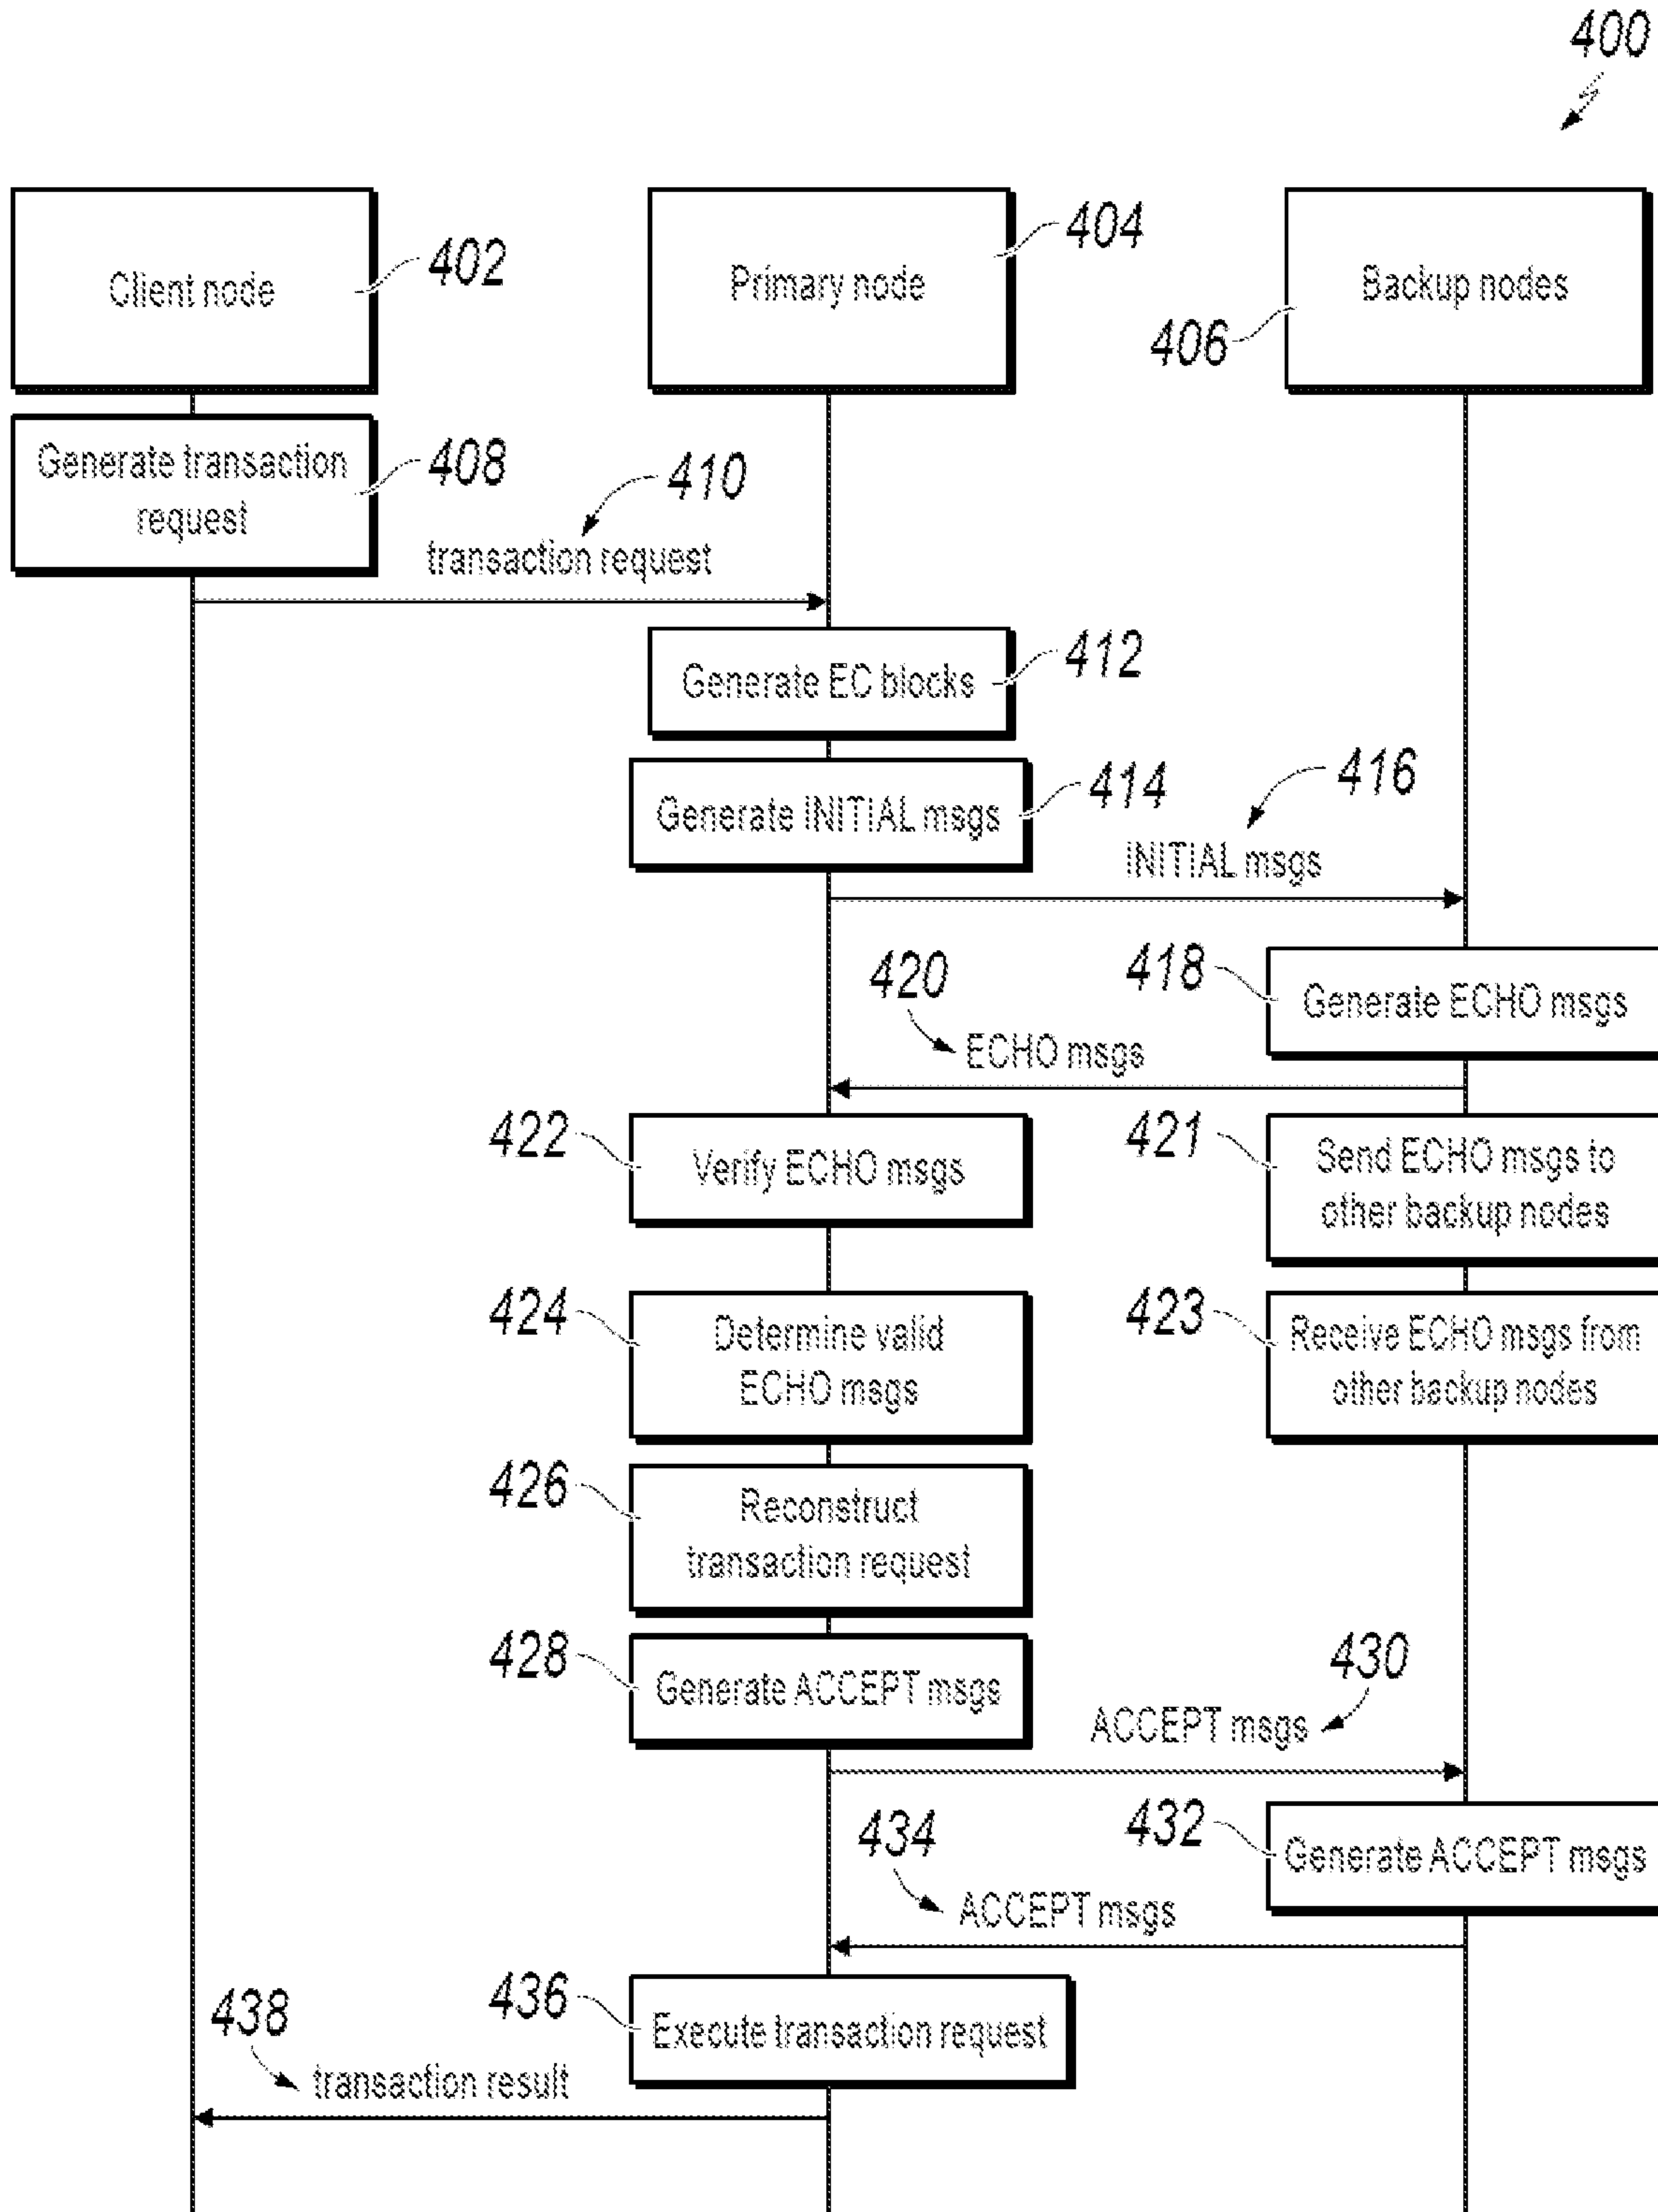 400
Client node
402
Primary node
404
Backup nodes
406
Generate transaction
request
408
410
transaction request
Generate EC blocks
412
Generate INITIAL msgs
414
416
INITIAL msgs
418
Generate ECHO msgs
420
ECHO msgs
422
Verify ECHO msgs
421
Send ECHO msgs to
other backup nodes
424
Determine valid
ECHO msgs
423
Receive ECHO msgs from
other backup nodes
426
Reconstruct
transaction request
428
Generate ACCEPT msgs
430
ACCEPT msgs
432
Generate ACCEPT msgs
434
ACCEPT msgs
436
Execute transaction request
438
transaction result